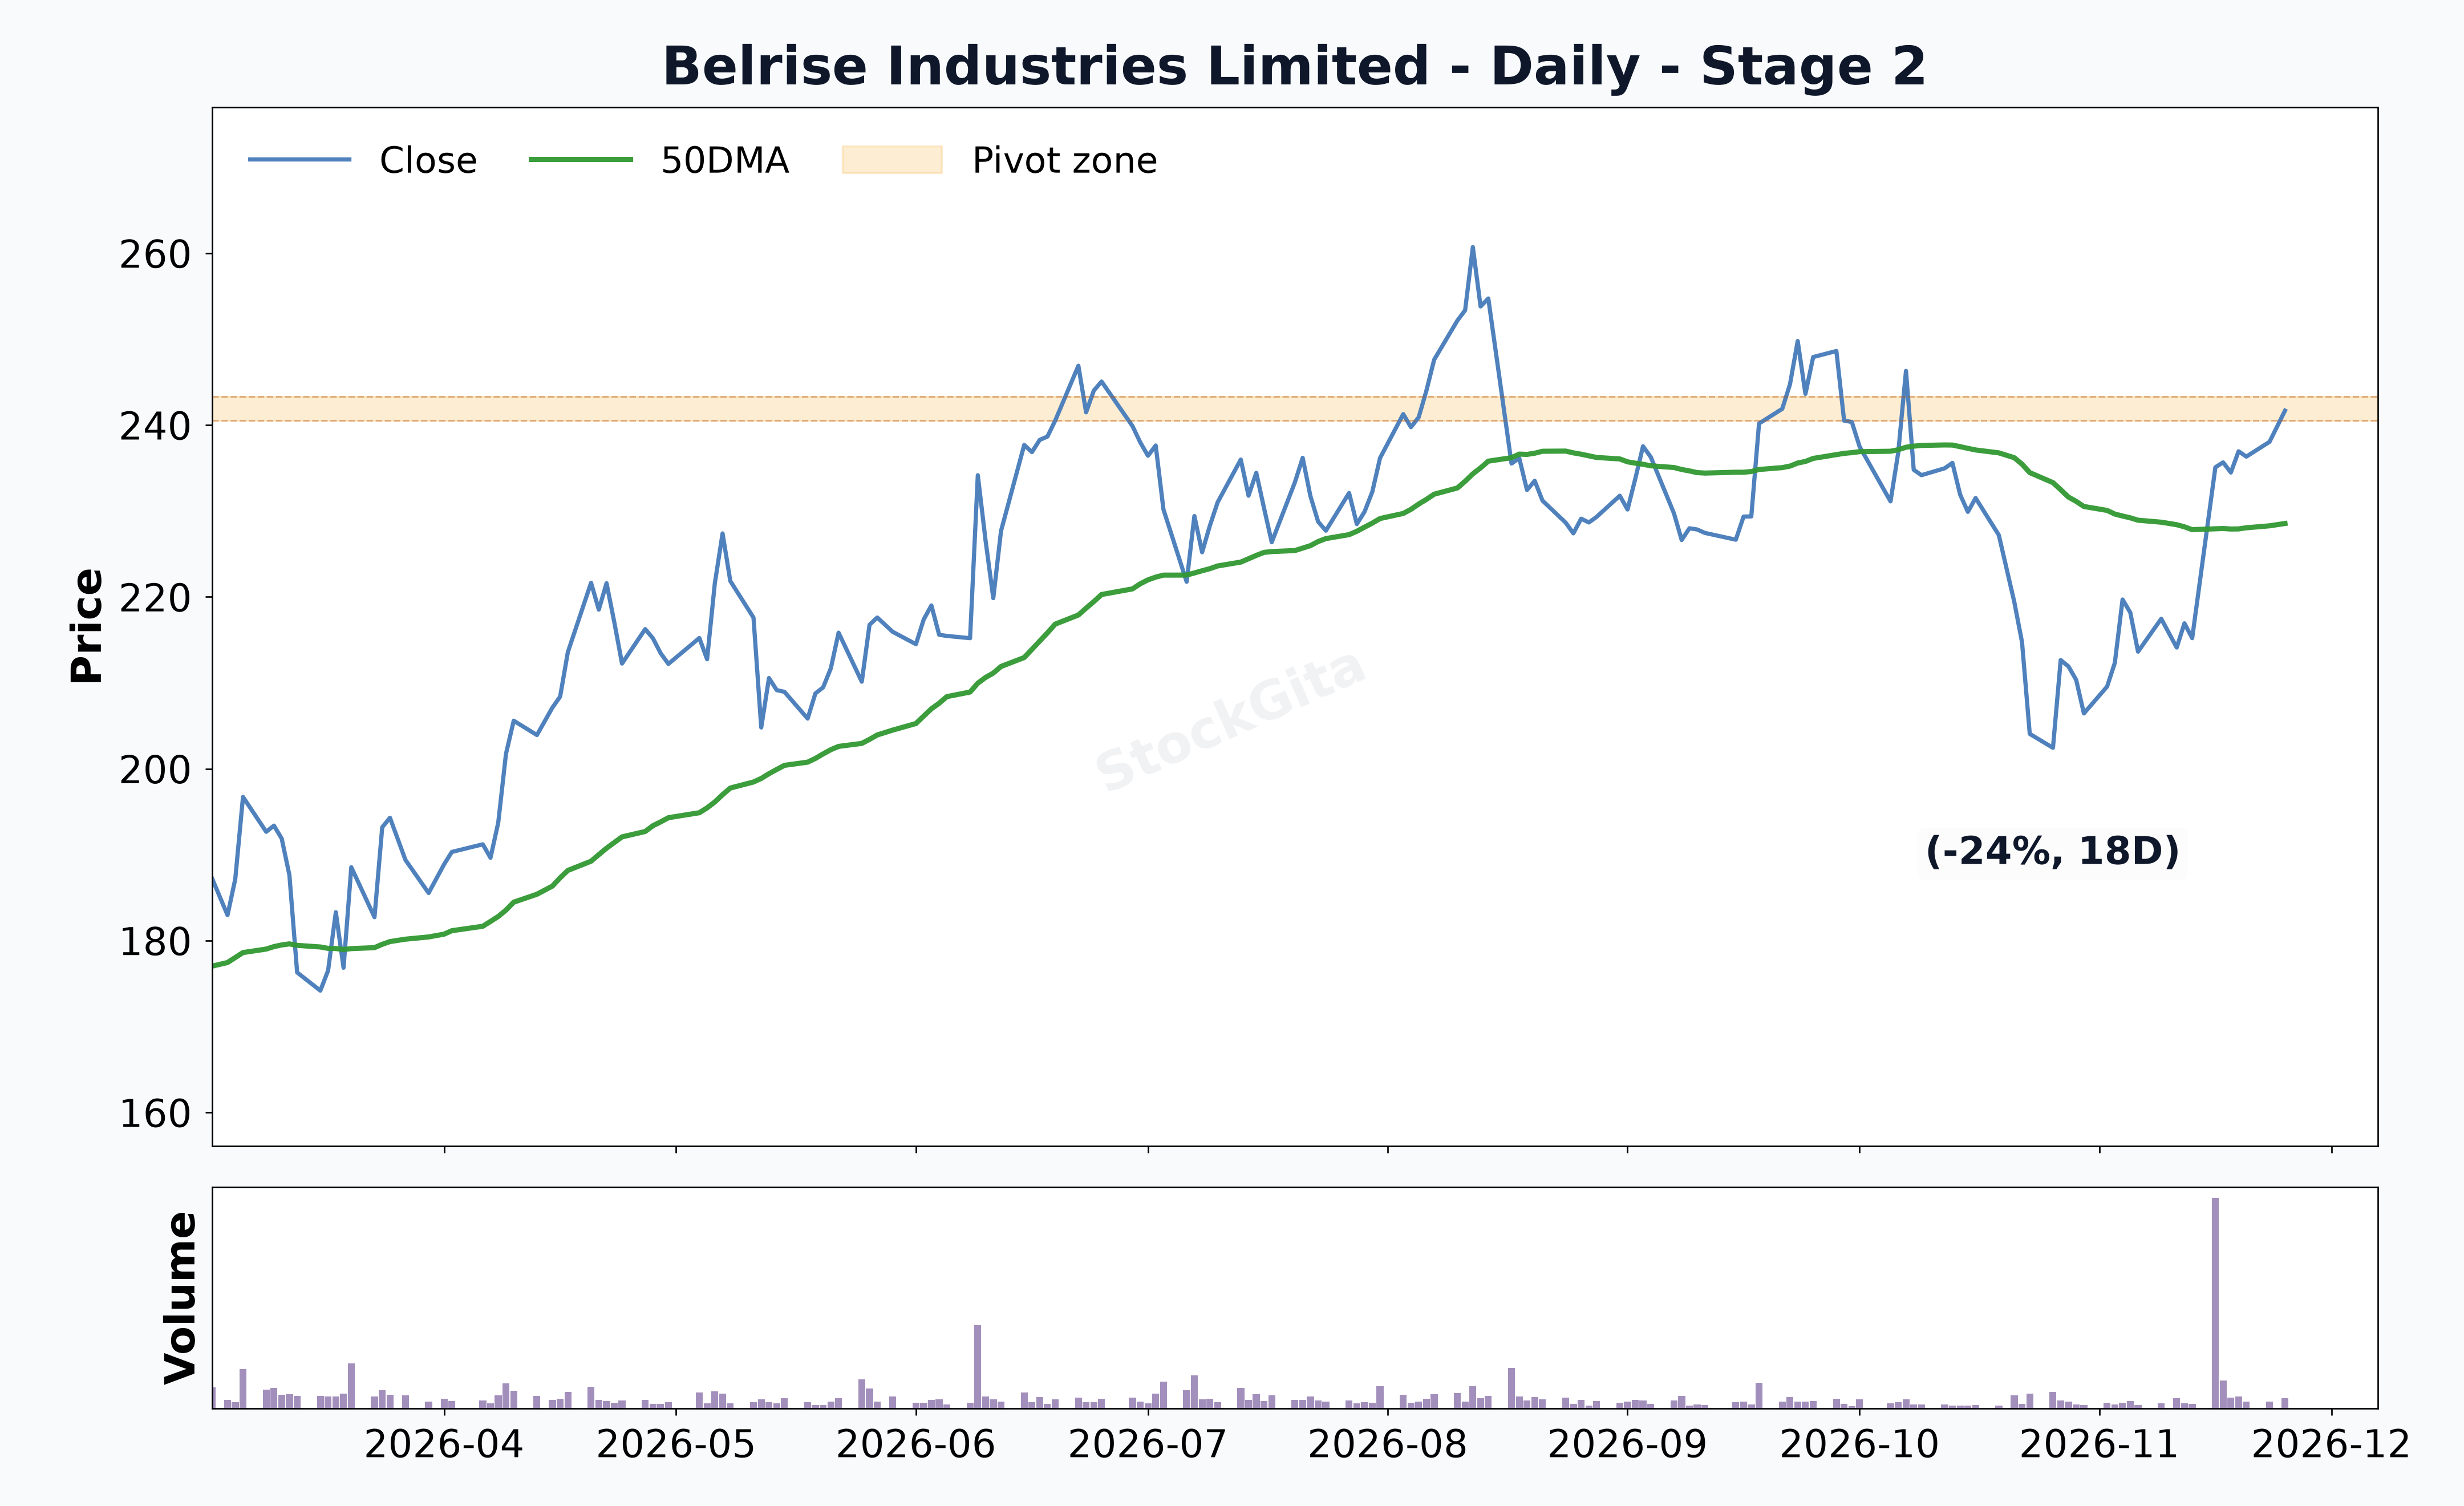 Belrise Industries Limited - Daily - Stage 2
Close 50DMA Pivot zone
260
240
220
200
180
160
Price
StockGita
(-24%, 18D)
Volume
2026-04 2026-05 2026-06 2026-07 2026-08 2026-09 2026-10 2026-11 2026-12